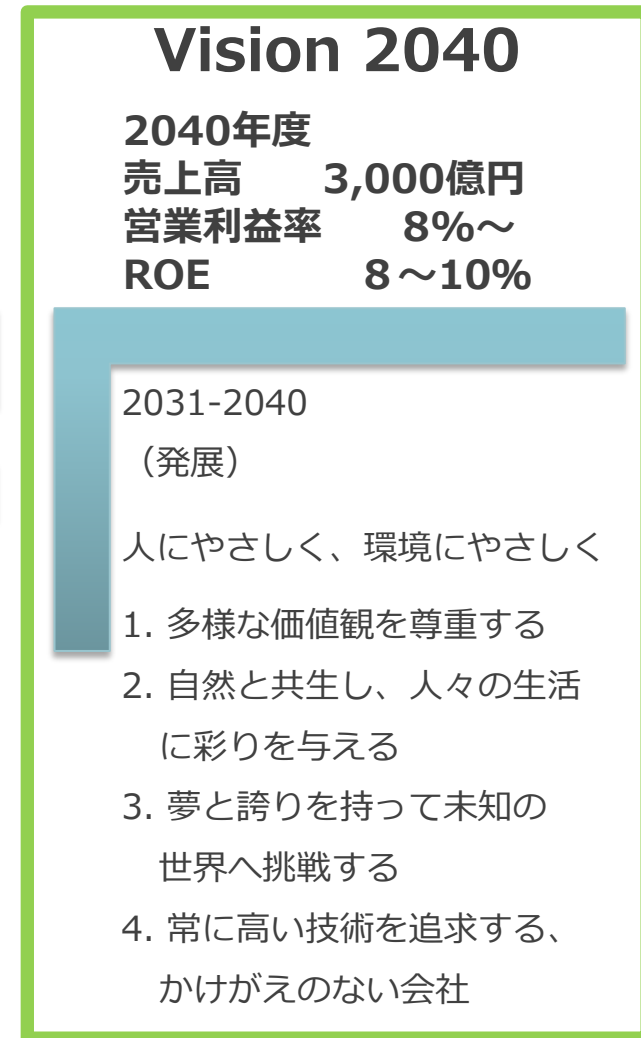 Vision 2040
2040年度
売上高 3,000億円
営業利益率 8%～
ROE 8～10%
2031-2040
（発展）
人にやさしく、環境にやさしく
1. 多様な価値観を尊重する
2. 自然と共生し、人々の生活
に彩りを与える
3. 夢と誇りを持って未知の
世界へ挑戦する
4. 常に高い技術を追求する、
かけがえのない会社